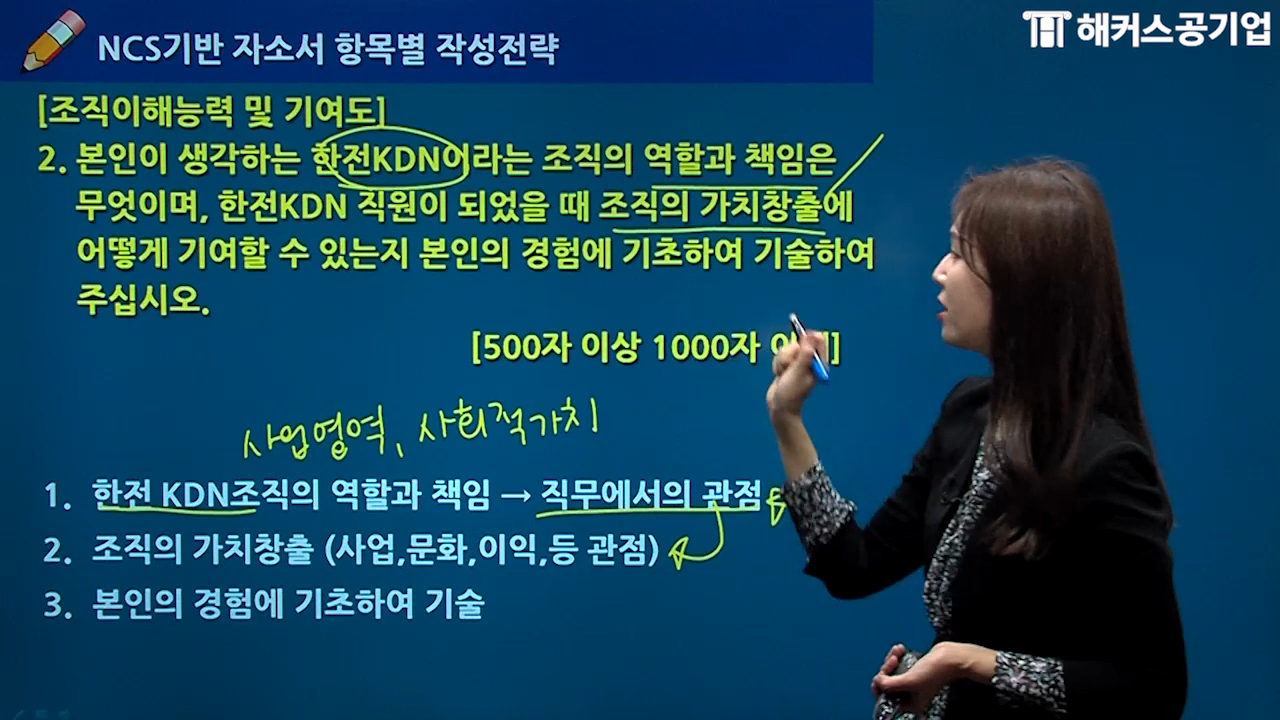 NCS기반 자소서 항목별 작성전략
해커스공기업
[조직이해능력 및 기여도]
2. 본인이 생각하는 한전KDN이라는 조직의 역할과 책임은
무엇이며, 한전KDN 직원이 되었을 때 조직의 가치창출에
어떻게 기여할 수 있는지 본인의 경험에 기초하여 기술하여
주십시오.
[500자 이상 1000자 이내]
사업영역, 사회적가치
1. 한전 KDN조직의 역할과 책임 → 직무에서의 관점
2. 조직의 가치창출 (사업,문화,이익,등 관점)
3. 본인의 경험에 기초하여 기술